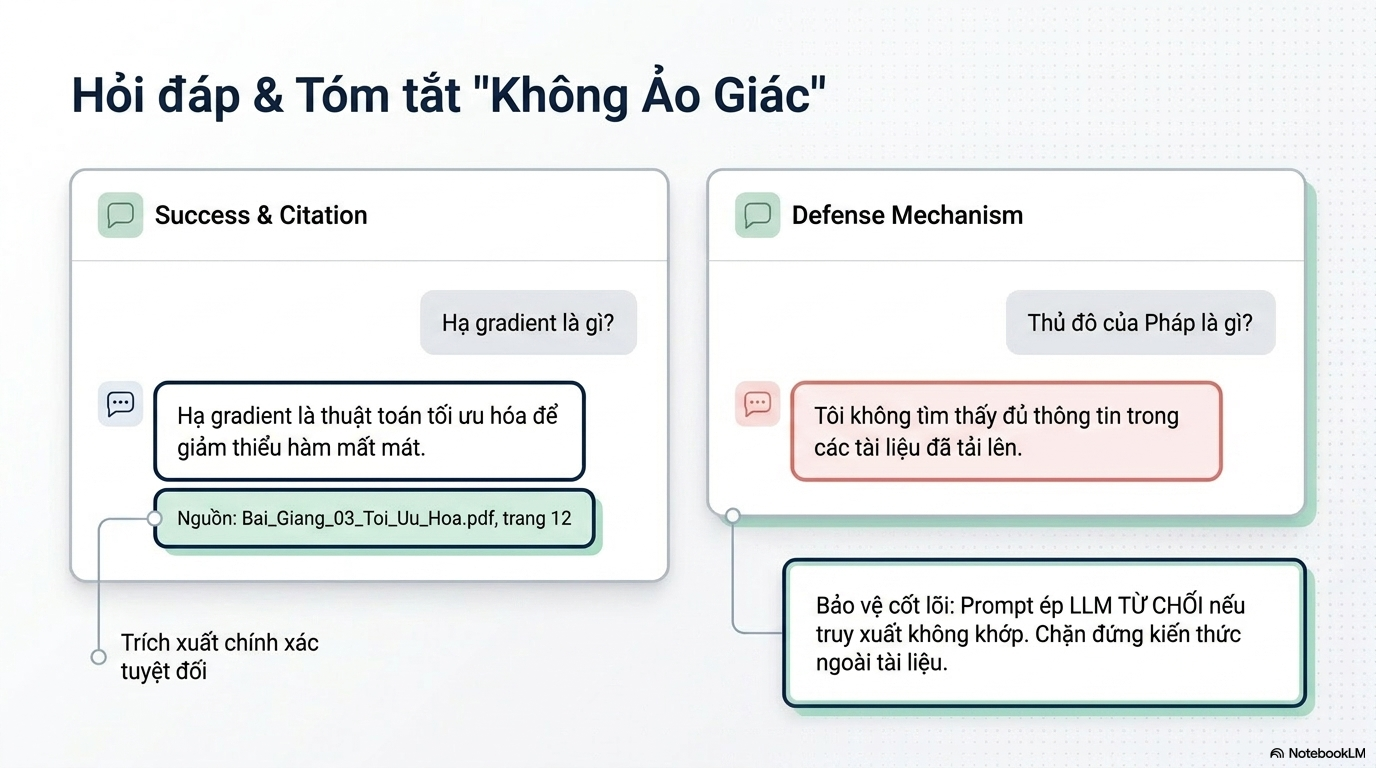 Hỏi đáp & Tóm tắt "Không Ảo Giác"
Success & Citation
Hạ gradient là gì?
Hạ gradient là thuật toán tối ưu hóa để
giảm thiểu hàm mất mát.
Nguồn: Bai_Giang_03_Toi_Uu_Hoa.pdf, trang 12
Trích xuất chính xác
tuyệt đối
Defense Mechanism
Thủ đô của Pháp là gì?
Tôi không tìm thấy đủ thông tin trong
các tài liệu đã tải lên.
Bảo vệ cốt lõi: Prompt ép LLM TỪ CHỐI nếu
truy xuất không khớp. Chặn đứng kiến thức
ngoài tài liệu.
NotebookLM